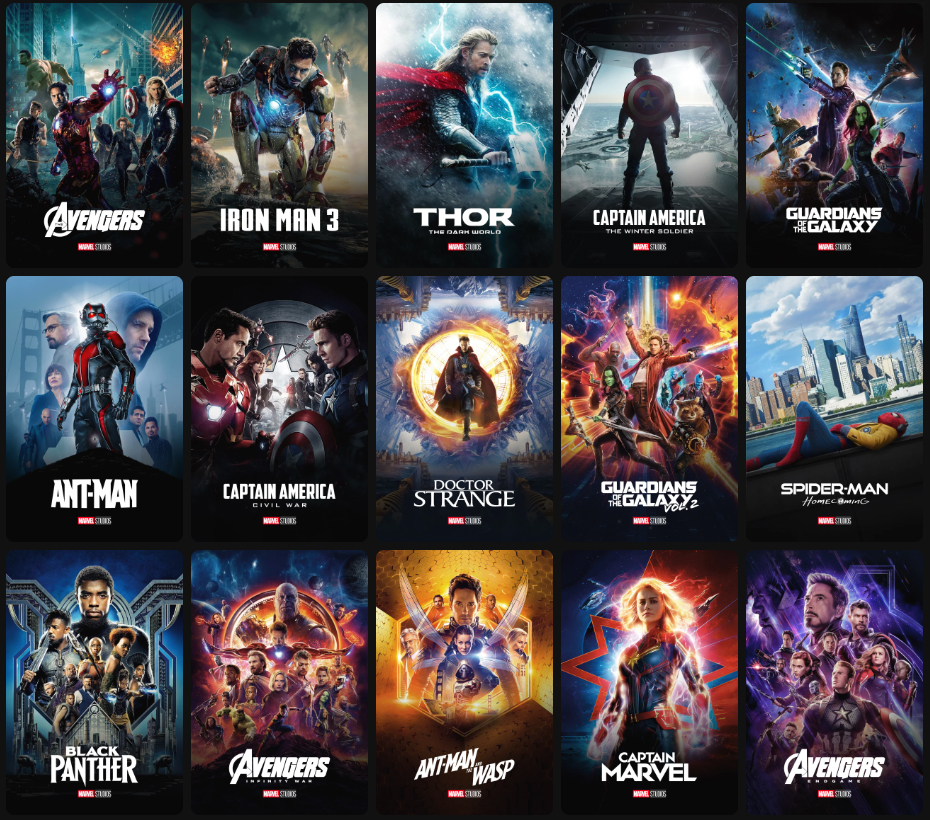 AVENGERS
MARVEL STUDIOS
IRON MAN 3
MARVEL STUDIOS
THOR
THE DARK WORLD
MARVEL STUDIOS
CAPTAIN AMERICA
THE WINTER SOLDIER
MARVEL STUDIOS
GUARDIANS
OF THE GALAXY
MARVEL STUDIOS
ANT-MAN
MARVEL STUDIOS
CAPTAIN AMERICA
CIVIL WAR
MARVEL STUDIOS
DOCTOR
STRANGE
MARVEL STUDIOS
GUARDIANS
OF THE GALAXY
VOL. 2
MARVEL STUDIOS
SPIDER-MAN
HOMECOMING
MARVEL STUDIOS
BLACK
PANTHER
MARVEL STUDIOS
AVENGERS
INFINITY WAR
MARVEL STUDIOS
ANT-MAN
AND THE WASP
MARVEL STUDIOS
CAPTAIN
MARVEL
MARVEL STUDIOS
AVENGERS
ENDGAME
MARVEL STUDIOS